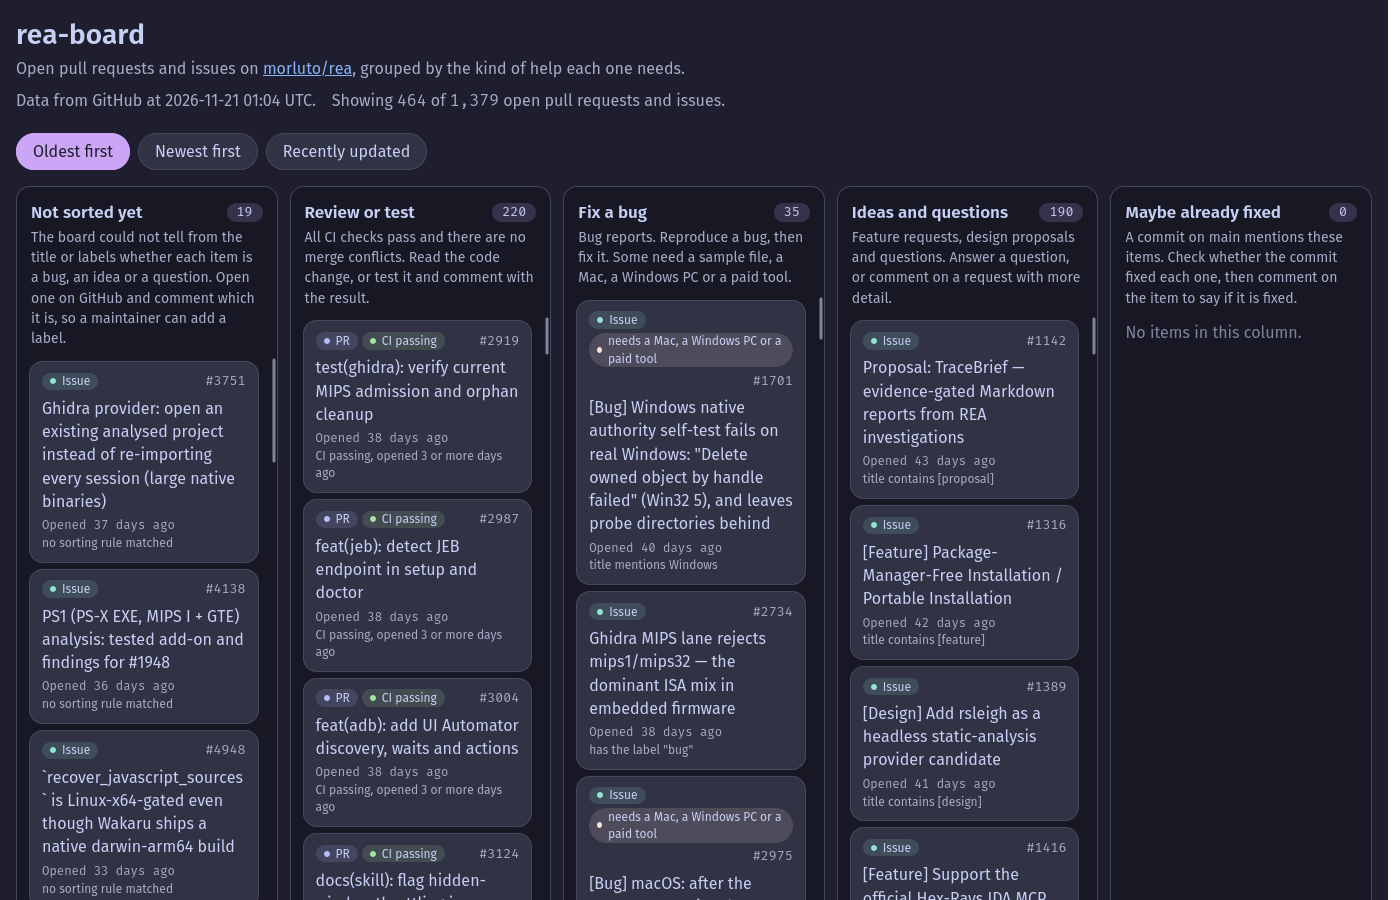 rea-board
Open pull requests and issues on morluto/rea, grouped by the kind of help each one needs.
Data from GitHub at 2026-11-21 01:04 UTC. Showing 464 of 1,379 open pull requests and issues.
Oldest first
Newest first
Recently updated
Not sorted yet
19
The board could not tell from the
title or labels whether each item is
a bug, an idea or a question. Open
one on GitHub and comment which
it is, so a maintainer can add a
label.
Issue
#3751
Ghidra provider: open an
existing analysed project
instead of re-importing
every session (large native
binaries)
Opened 37 days ago
no sorting rule matched
Issue
#4138
PS1 (PS-X EXE, MIPS I + GTE)
analysis: tested add-on and
findings for #1948
Opened 36 days ago
no sorting rule matched
Issue
#4948
`recover_javascript_sources
` is Linux-x64-gated even
though Wakaru ships a
native darwin-arm64 build
Opened 33 days ago
no sorting rule matched
Review or test
220
All CI checks pass and there are no
merge conflicts. Read the code
change, or test it and comment with
the result.
PR
CI passing
#2919
test(ghidra): verify current
MIPS admission and orphan
cleanup
Opened 38 days ago
CI passing, opened 3 or more days
ago
PR
CI passing
#2987
feat(jeb): detect JEB
endpoint in setup and
doctor
Opened 38 days ago
CI passing, opened 3 or more days
ago
PR
CI passing
#3004
feat(adb): add UI Automator
discovery, waits and actions
Opened 38 days ago
CI passing, opened 3 or more days
ago
PR
CI passing
#3124
docs(skill): flag hidden-
Fix a bug
35
Bug reports. Reproduce a bug, then
fix it. Some need a sample file, a
Mac, a Windows PC or a paid tool.
Issue
needs a Mac, a Windows PC or a
paid tool
#1701
[Bug] Windows native
authority self-test fails on
real Windows: "Delete
owned object by handle
failed" (Win32 5), and leaves
probe directories behind
Opened 40 days ago
title mentions Windows
Issue
#2734
Ghidra MIPS lane rejects
mips1/mips32 — the
dominant ISA mix in
embedded firmware
Opened 38 days ago
has the label "bug"
Issue
needs a Mac, a Windows PC or a
paid tool
#2975
[Bug] macOS: after the
Ideas and questions
190
Feature requests, design proposals
and questions. Answer a question,
or comment on a request with more
detail.
Issue
#1142
Proposal: TraceBrief —
evidence-gated Markdown
reports from REA
investigations
Opened 43 days ago
title contains [proposal]
Issue
#1316
[Feature] Package-
Manager-Free Installation /
Portable Installation
Opened 42 days ago
title contains [feature]
Issue
#1389
[Design] Add rsleigh as a
headless static-analysis
provider candidate
Opened 41 days ago
title contains [design]
Issue
#1416
[Feature] Support the
official Hex-Rays IDA MCP
Maybe already fixed
0
A commit on main mentions these
items. Check whether the commit
fixed each one, then comment on
the item to say if it is fixed.
No items in this column.